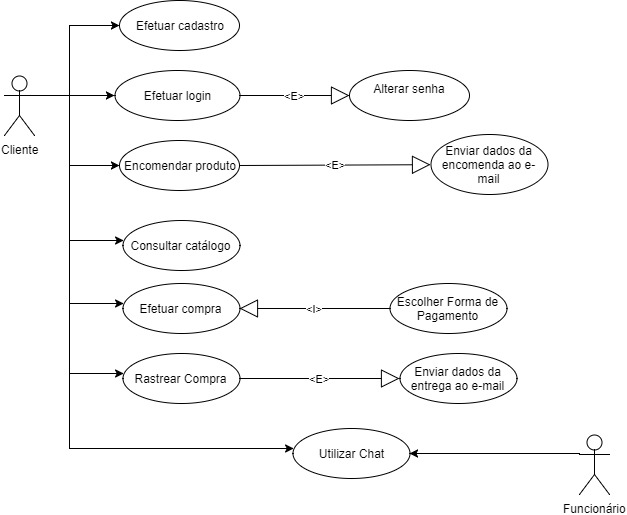 Efetuar cadastro
Efetuar login
<E>
Alterar senha
Cliente
Encomendar produto
<E>
Enviar dados da
encomenda ao e-
mail
Consultar catálogo
Efetuar compra
<I>
Escolher Forma de
Pagamento
Rastrear Compra
<E>
Enviar dados da
entrega ao e-mail
Utilizar Chat
Funcionário